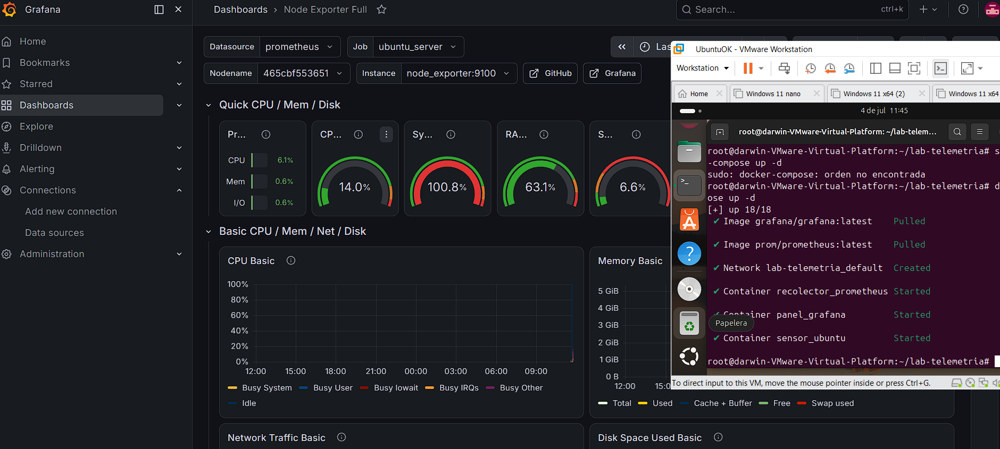 Grafana
Dashboards › Node Exporter Full
Search...
ctrl+k
Home
Bookmarks
Starred
Dashboards
Explore
Drilldown
Alerting
Connections
Add new connection
Data sources
Administration
Datasource prometheus
Job ubuntu_server
Nodename 465cbf553651
Instance node_exporter:9100
GitHub
Grafana
Quick CPU / Mem / Disk
Pr...
CPU 6.1%
Mem 0.6%
I/O 0.6%
CP...
14.0%
Sy...
100.8%
RA...
63.1%
S...
6.6%
Basic CPU / Mem / Net / Disk
CPU Basic
100%
80%
60%
40%
20%
0%
12:00 15:00 18:00 21:00 00:00 03:00 06:00 09:00
Busy System Busy User Busy Iowait Busy IRQs Busy Other
Idle
Memory Basic
5 GiB
4 GiB
3 GiB
2 GiB
1 GiB
0 B
12:00 15:0
Total Used Cache + Buffer Free Swap used
Network Traffic Basic
Disk Space Used Basic
UbuntuOK - VMware Workstation
Workstation
Home
Windows 11 nano
Windows 11 x64 (2)
Windows 11 x64
4 de jul 11:45
root@darwin-VMware-Virtual-Platform: ~/lab-telem...
root@darwin-VMware-Virtual-Platform:~/lab-telemetria# s
-compose up -d
sudo: docker-compose: orden no encontrada
root@darwin-VMware-Virtual-Platform:~/lab-telemetria# d
ose up -d
[+] up 18/18
✔ Image grafana/grafana:latest Pulled
✔ Image prom/prometheus:latest Pulled
✔ Network lab-telemetria_default Created
✔ Container recolector_prometheus Started
✔ Container panel_grafana Started
Papelera
✔ Container sensor_ubuntu Started
root@darwin-VMware-Virtual-Platform:~/lab-telemetria#
To direct input to this VM, move the mouse pointer inside or press Ctrl+G.